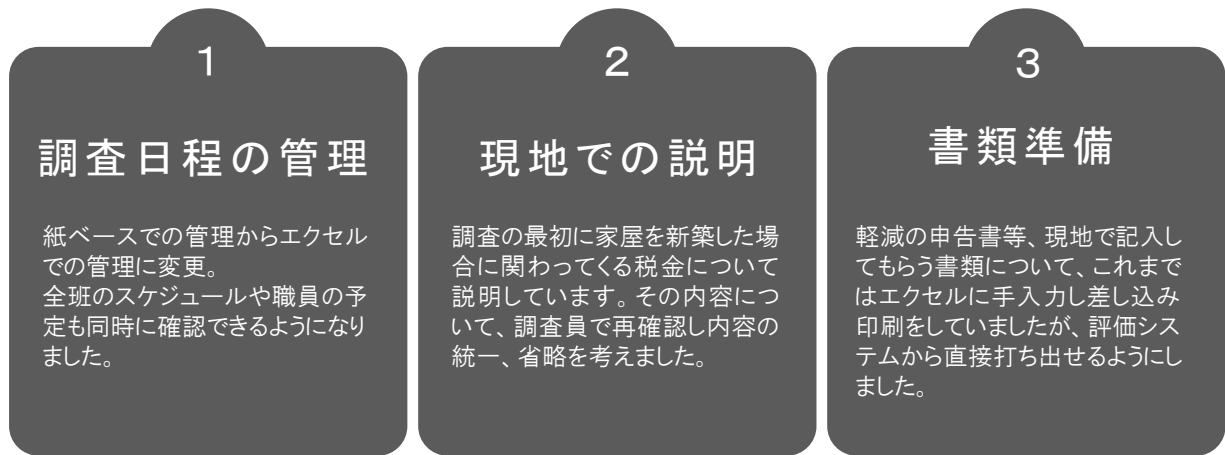 1
調査日程の管理
紙ベースでの管理からエクセル
での管理に変更。
全班のスケジュールや職員の予
定も同時に確認できるようになり
ました。
2
現地での説明
調査の最初に家屋を新築した場
合に関わってくる税金について
説明しています。その内容につ
いて、調査員で再確認し内容の
統一、省略を考えました。
3
書類準備
軽減の申告書等、現地で記入し
てもらう書類について、これまで
はエクセルに手入力し差し込み
印刷をしていましたが、評価シス
テムから直接打ち出せるようにし
ました。